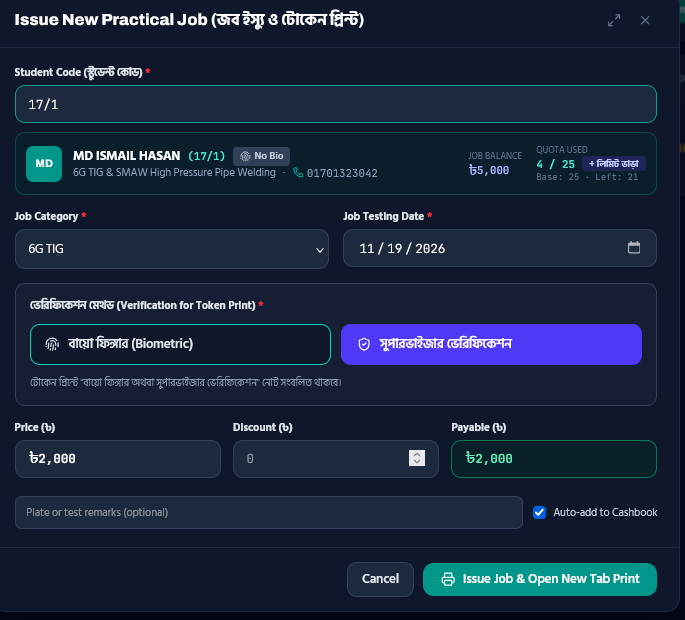 Issue New Practical Job (জব ইস্যু ও টোকেন প্রিন্ট)
Student Code (স্টুডেন্ট কোড) *
17/1
MD
MD ISMAIL HASAN (17/1) No Bio
6G TIG & SMAW High Pressure Pipe Welding · 01701323042
JOB BALANCE
৳5,000
QUOTA USED
4 / 25 + লিমিট বাড়া
Base: 25 · Left: 21
Job Category *
6G TIG
Job Testing Date *
11 / 19 / 2026
ভেরিফিকেশন মেথড (Verification for Token Print) *
বায়ো ফিঙ্গার (Biometric)
সুপারভাইজার ভেরিফিকেশন
টোকেন প্রিন্টে "বায়ো ফিঙ্গার অথবা সুপারভাইজার ভেরিফিকেশন" নোট সংবলিত থাকবে।
Price (৳)
৳2,000
Discount (৳)
0
Payable (৳)
৳2,000
Plate or test remarks (optional)
Auto-add to Cashbook
Cancel
Issue Job & Open New Tab Print